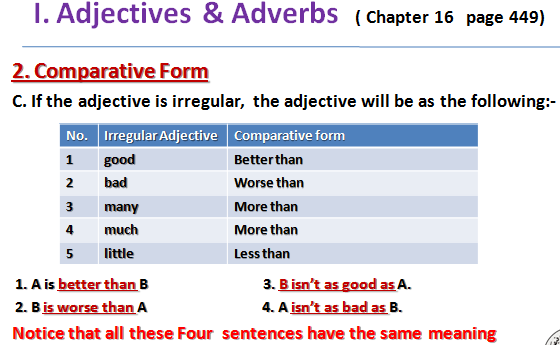 I. Adjectives & Adverbs ( Chapter 16 page 449)
2. Comparative Form
C. If the adjective is irregular, the adjective will be as the following:-
No. Irregular Adjective Comparative form
1 good Better than
2 bad Worse than
3 many More than
4 much More than
5 little Less than
1. A is better than B 3. B isn't as good as A.
2. B is worse than A 4. A isn't as bad as B.
Notice that all these Four sentences have the same meaning